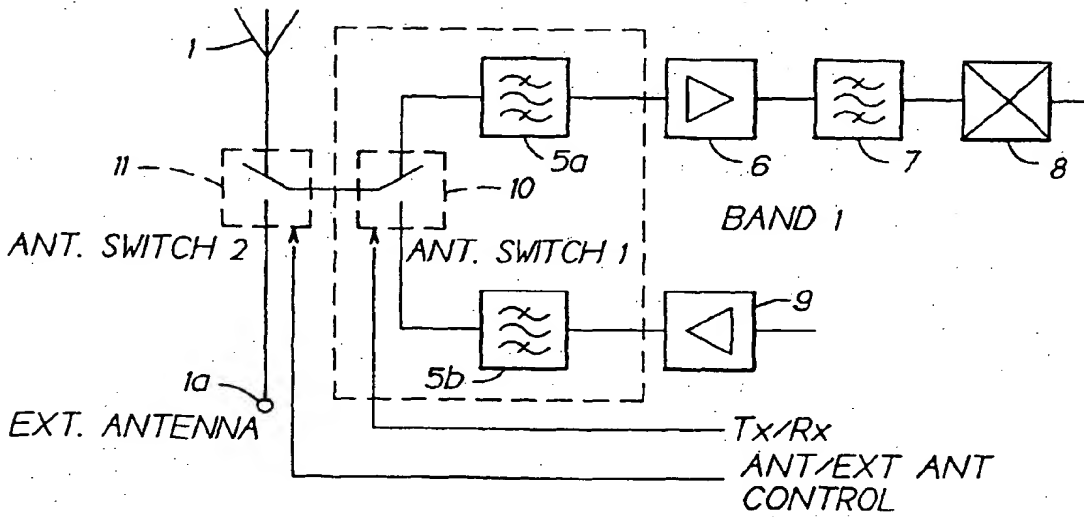 1
5a
6
7
8
11
10
BAND 1
ANT. SWITCH 2
ANT. SWITCH 1
9
5b
1a
EXT. ANTENNA
Tx/Rx
ANT/EXT ANT
CONTROL